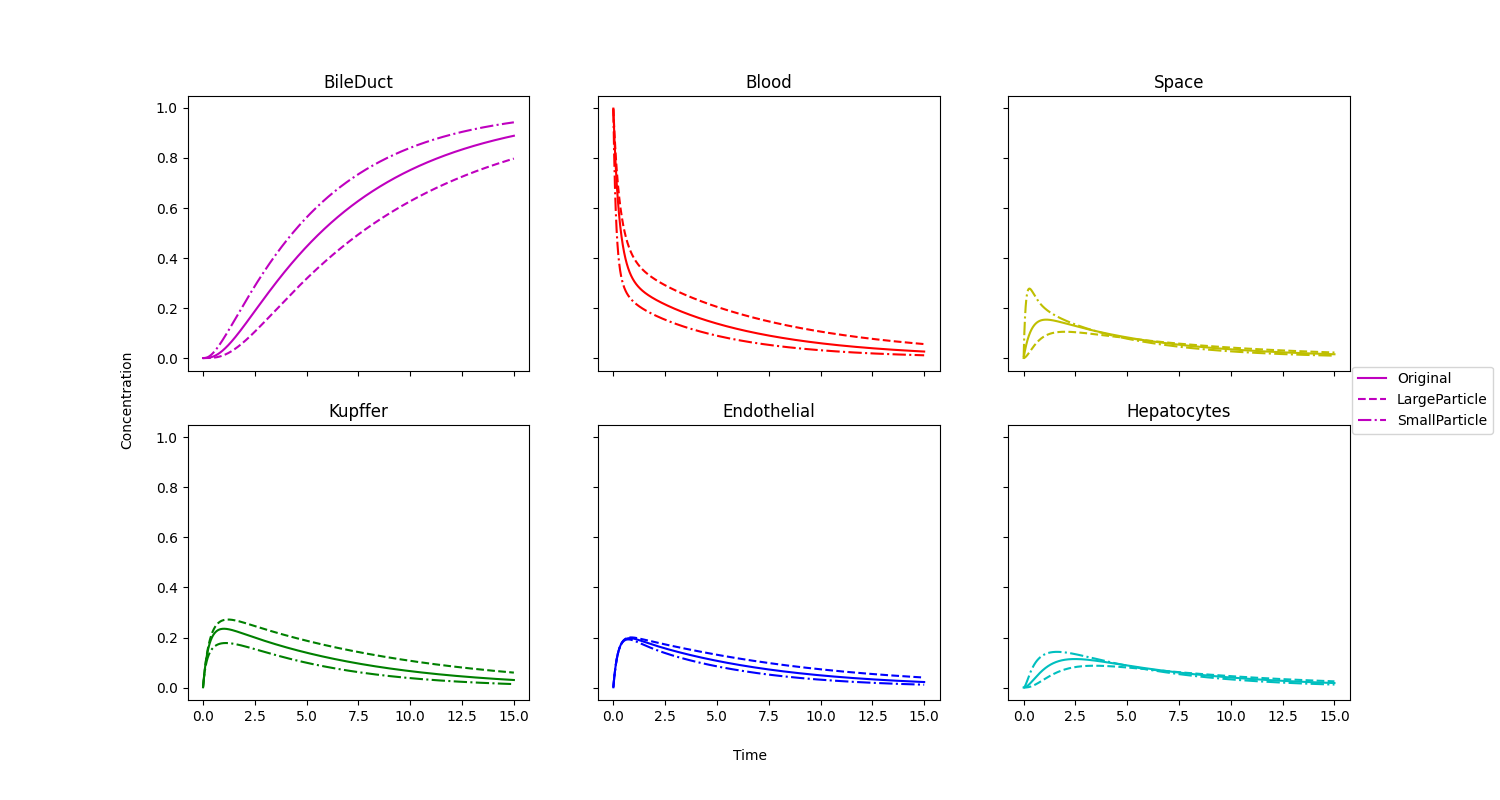 BileDuct
Blood
Space
1.0
0.8
0.6
0.4
0.2
0.0
Concentration
Kupffer
Endothelial
Hepatocytes
1.0
0.8
0.6
0.4
0.2
0.0
0.0 2.5 5.0 7.5 10.0 12.5 15.0
0.0 2.5 5.0 7.5 10.0 12.5 15.0
0.0 2.5 5.0 7.5 10.0 12.5 15.0
Time
Original
LargeParticle
SmallParticle